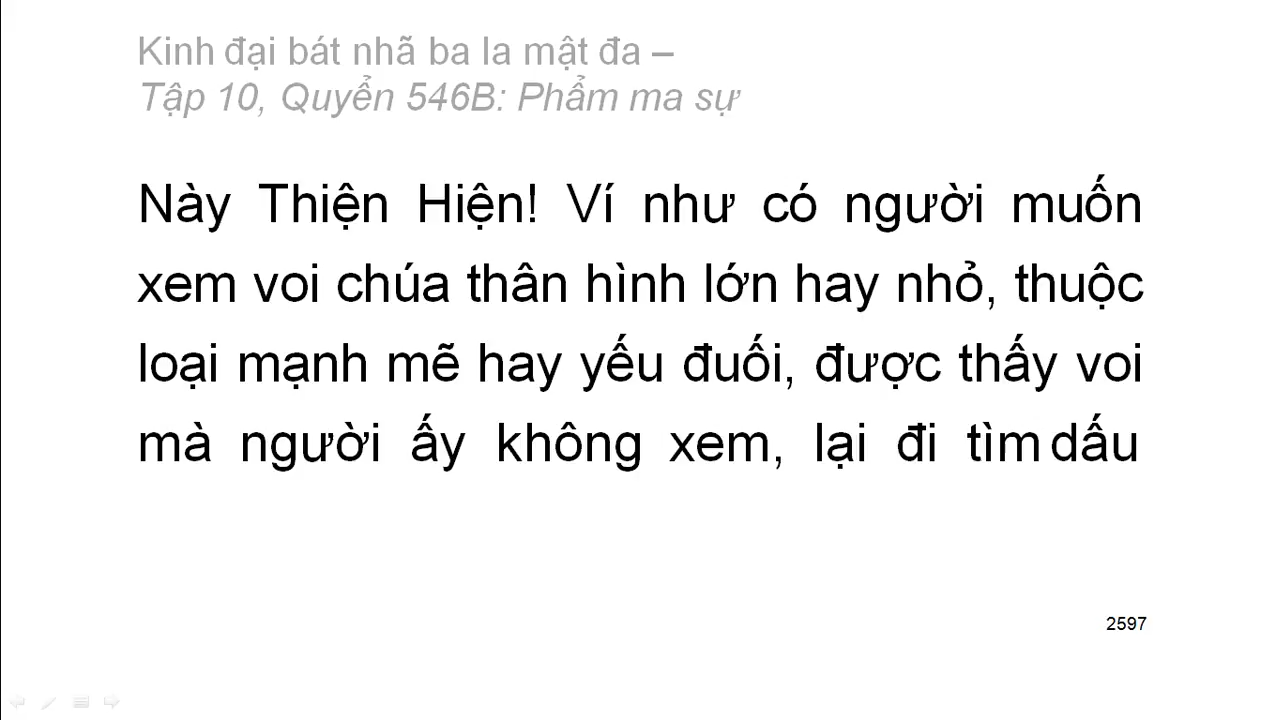 Kinh đại bát nhã ba la mật đa –
Tập 10, Quyển 546B: Phẩm ma sự
Này Thiện Hiện! Ví như có người muốn
xem voi chúa thân hình lớn hay nhỏ, thuộc
loại mạnh mẽ hay yếu đuối, được thấy voi
mà người ấy không xem, lại đi tìm dấu
2597